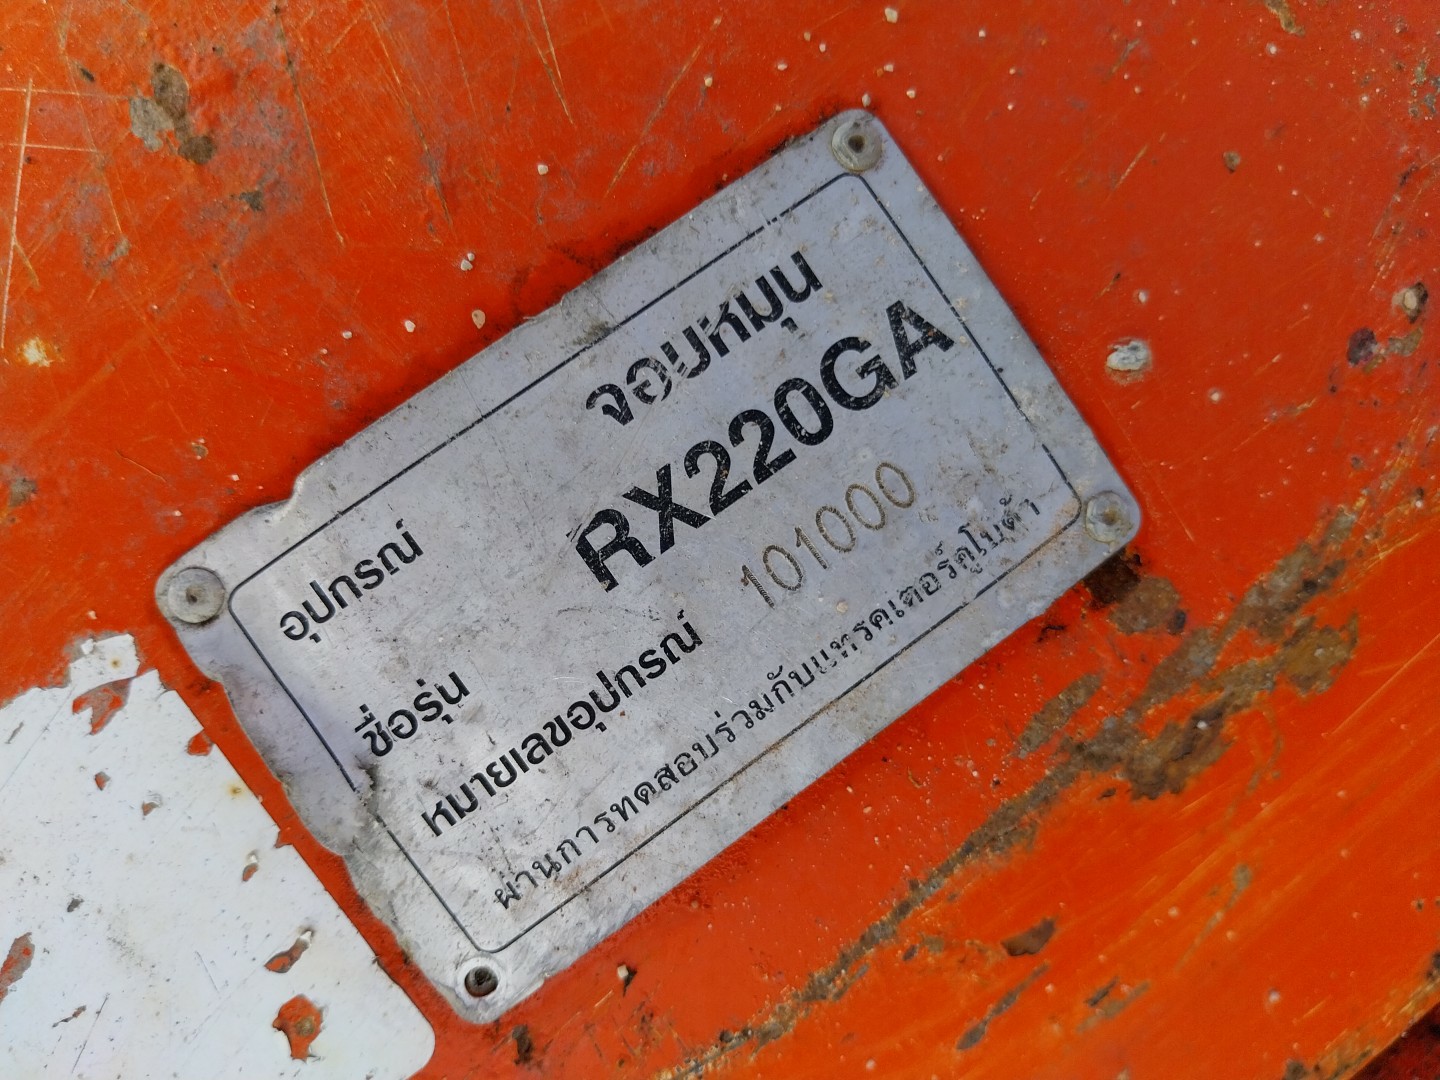 อุปกรณ์ จอบหมุน
ชื่อรุ่น RX220GA
หมายเลขอุปกรณ์ 101000
ผ่านการทดสอบร่วมกับแทรคเตอร์คูโบต้า